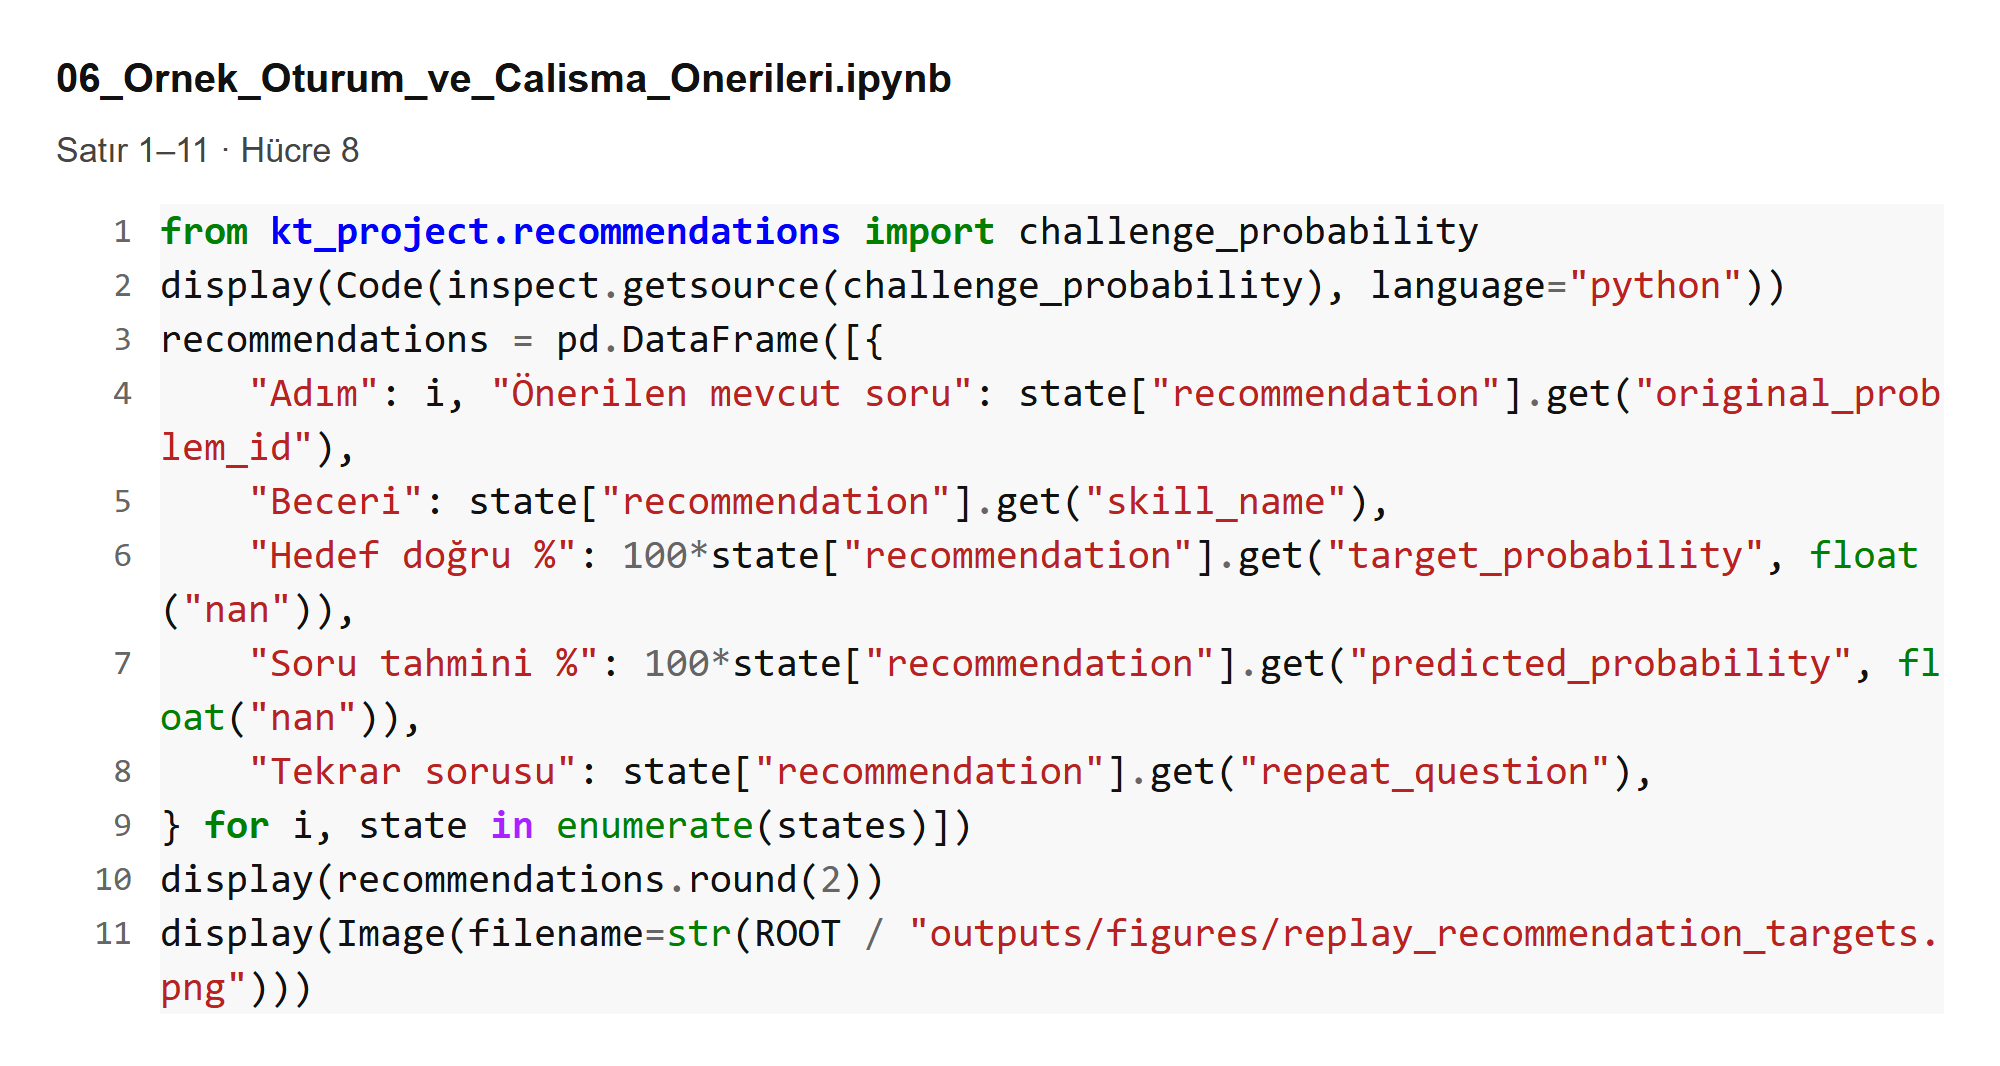 06_Ornek_Oturum_ve_Calisma_Onerileri.ipynb
Satır 1–11 · Hücre 8
1 from kt_project.recommendations import challenge_probability
2 display(Code(inspect.getsource(challenge_probability), language="python"))
3 recommendations = pd.DataFrame([{
4     "Adım": i, "Önerilen mevcut soru": state["recommendation"].get("original_prob
lem_id"),
5     "Beceri": state["recommendation"].get("skill_name"),
6     "Hedef doğru %": 100*state["recommendation"].get("target_probability", float
("nan")),
7     "Soru tahmini %": 100*state["recommendation"].get("predicted_probability", fl
oat("nan")),
8     "Tekrar sorusu": state["recommendation"].get("repeat_question"),
9 } for i, state in enumerate(states)])
10 display(recommendations.round(2))
11 display(Image(filename=str(ROOT / "outputs/figures/replay_recommendation_targets.
png")))